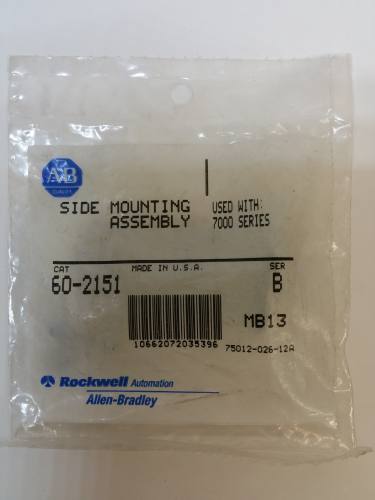 AB
QUALITY
SIDE MOUNTING ASSEMBLY
USED WITH:
7000 SERIES
CAT
MADE IN U.S.A.
SER
60-2151
B
MB13
10662072035396
75012-026-12A
Rockwell Automation
Allen-Bradley